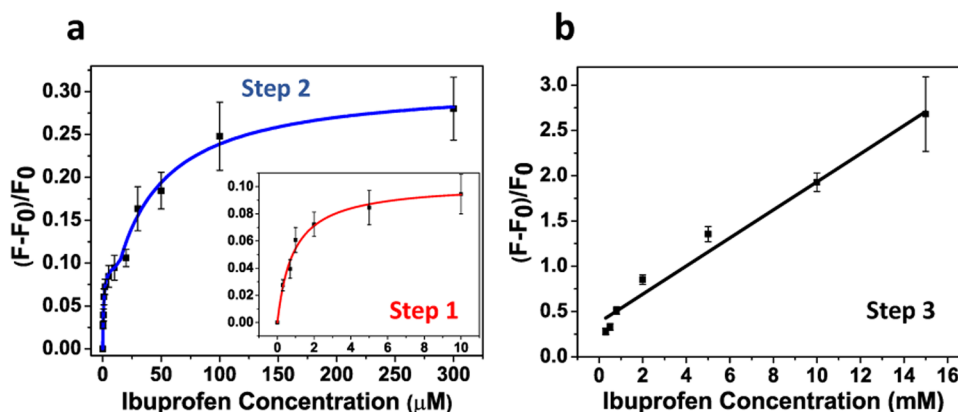 a
Step 2
(F-F0)/F0
0.30
0.25
0.20
0.15
0.10
0.05
0.00
0 50 100 150 200 250 300
Ibuprofen Concentration (μM)
0.10
0.08
0.06
0.04
0.02
0.00
0 2 4 6 8 10
Step 1
b
(F-F0)/F0
3.0
2.5
2.0
1.5
1.0
0.5
0.0
0 2 4 6 8 10 12 14 16
Step 3
Ibuprofen Concentration (mM)